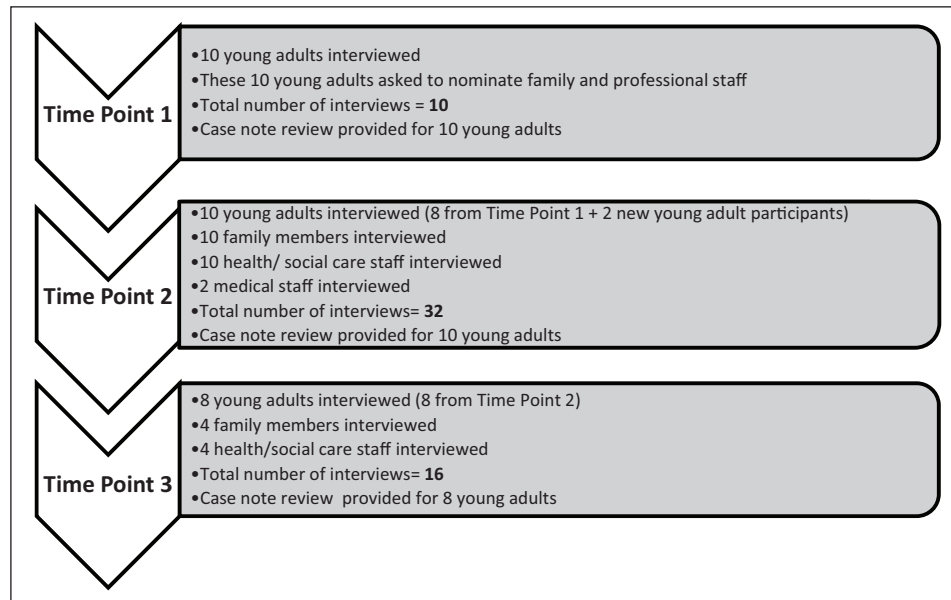 Time Point 1
•10 young adults interviewed
•These 10 young adults asked to nominate family and professional staff
•Total number of interviews = 10
•Case note review provided for 10 young adults
Time Point 2
•10 young adults interviewed (8 from Time Point 1 + 2 new young adult participants)
•10 family members interviewed
•10 health/ social care staff interviewed
•2 medical staff interviewed
•Total number of interviews= 32
•Case note review provided for 10 young adults
Time Point 3
•8 young adults interviewed (8 from Time Point 2)
•4 family members interviewed
•4 health/social care staff interviewed
•Total number of interviews= 16
•Case note review  provided for 8 young adults